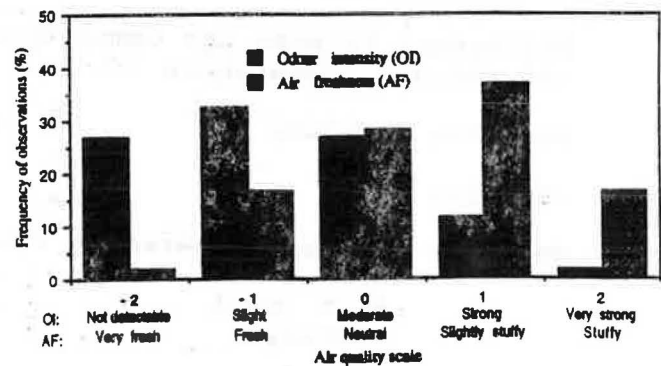 50
40
30
20
10
0
Frequency of observations (%)
Odour intensity (OI)
Air freshness (AF)
-2 -1 0 1 2
OI: Not detectable Slight Moderate Strong Very strong
AF: Very fresh Fresh Neutral Slightly stuffy Stuffy
Air quality scale